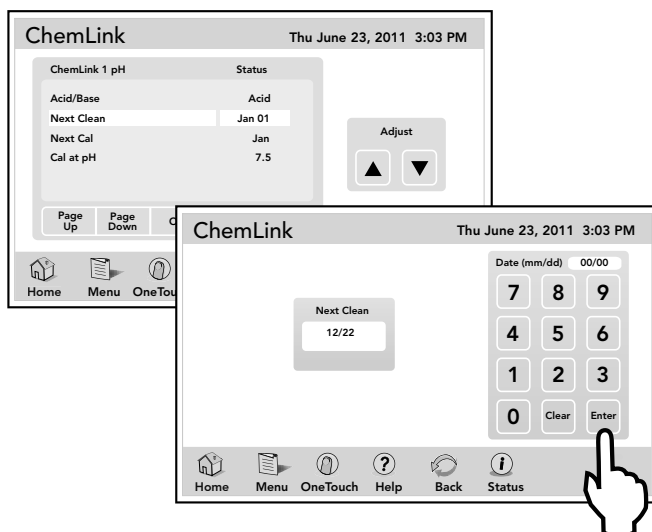 ChemLink
Thu June 23, 2011 3:03 PM
ChemLink 1 pH Status
Acid/Base Acid
Next Clean Jan 01
Next Cal Jan
Cal at pH 7.5
Adjust
Page Up
Page Down
Home Menu
ChemLink
Thu June 23, 2011 3:03 PM
Date (mm/dd) 00/00
Next Clean
12/22
7 8 9
4 5 6
1 2 3
0 Clear Enter
Home Menu OneTouch Help Back Status